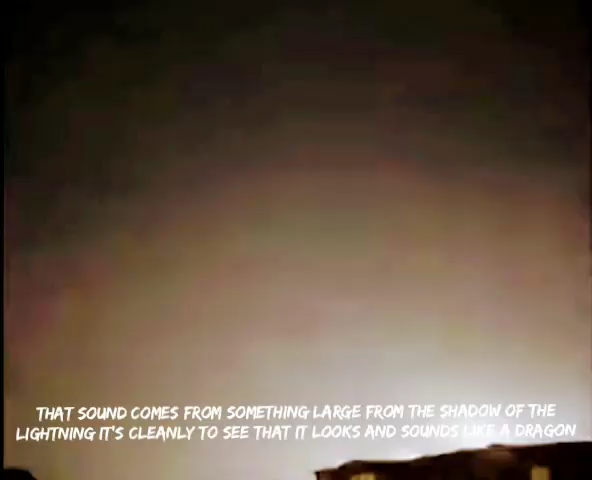 THAT SOUND COMES FROM SOMETHING LARGE FROM THE SHADOW OF THE
LIGHTNING IT'S CLEANLY TO SEE THAT IT LOOKS AND SOUNDS LIKE A DRAGON